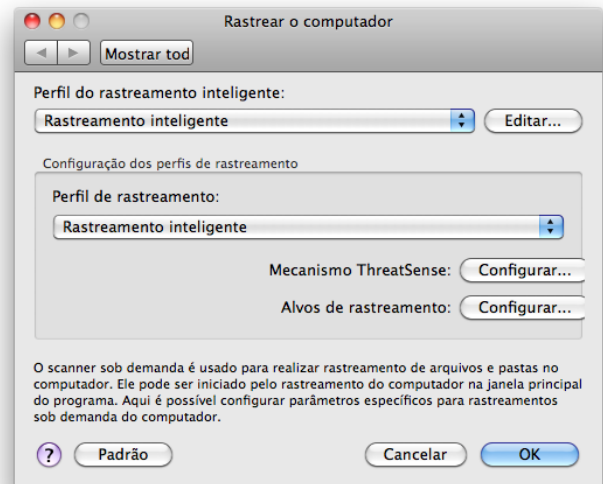 Rastrear o computador
Mostrar tod
Perfil do rastreamento inteligente:
Rastreamento inteligente Editar...
Configuração dos perfis de rastreamento
Perfil de rastreamento:
Rastreamento inteligente
Mecanismo ThreatSense: Configurar...
Alvos de rastreamento: Configurar...
O scanner sob demanda é usado para realizar rastreamento de arquivos e pastas no
computador. Ele pode ser iniciado pelo rastreamento do computador na janela principal
do programa. Aqui é possível configurar parâmetros específicos para rastreamentos
sob demanda do computador.
? Padrão Cancelar OK